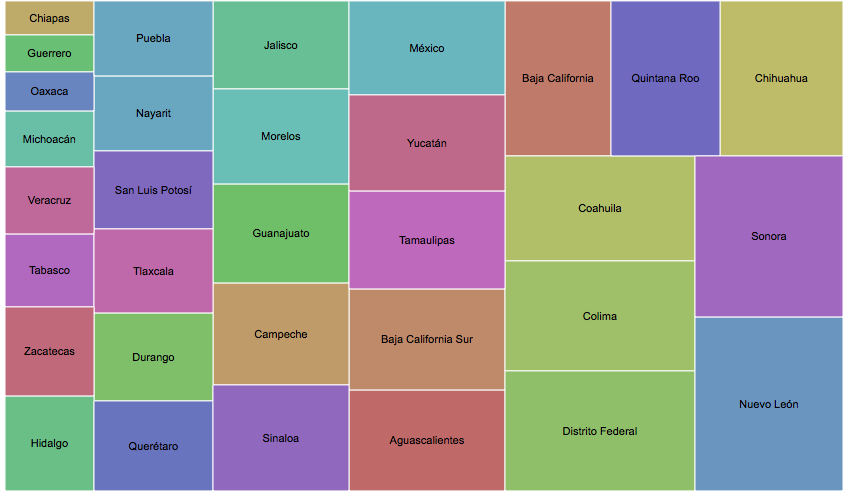 Chiapas
Guerrero
Oaxaca
Michoacán
Veracruz
Tabasco
Zacatecas
Hidalgo
Puebla
Nayarit
San Luis Potosí
Tlaxcala
Durango
Querétaro
Jalisco
Morelos
Guanajuato
Campeche
Sinaloa
México
Yucatán
Tamaulipas
Baja California Sur
Aguascalientes
Baja California
Quintana Roo
Chihuahua
Coahuila
Colima
Distrito Federal
Sonora
Nuevo León